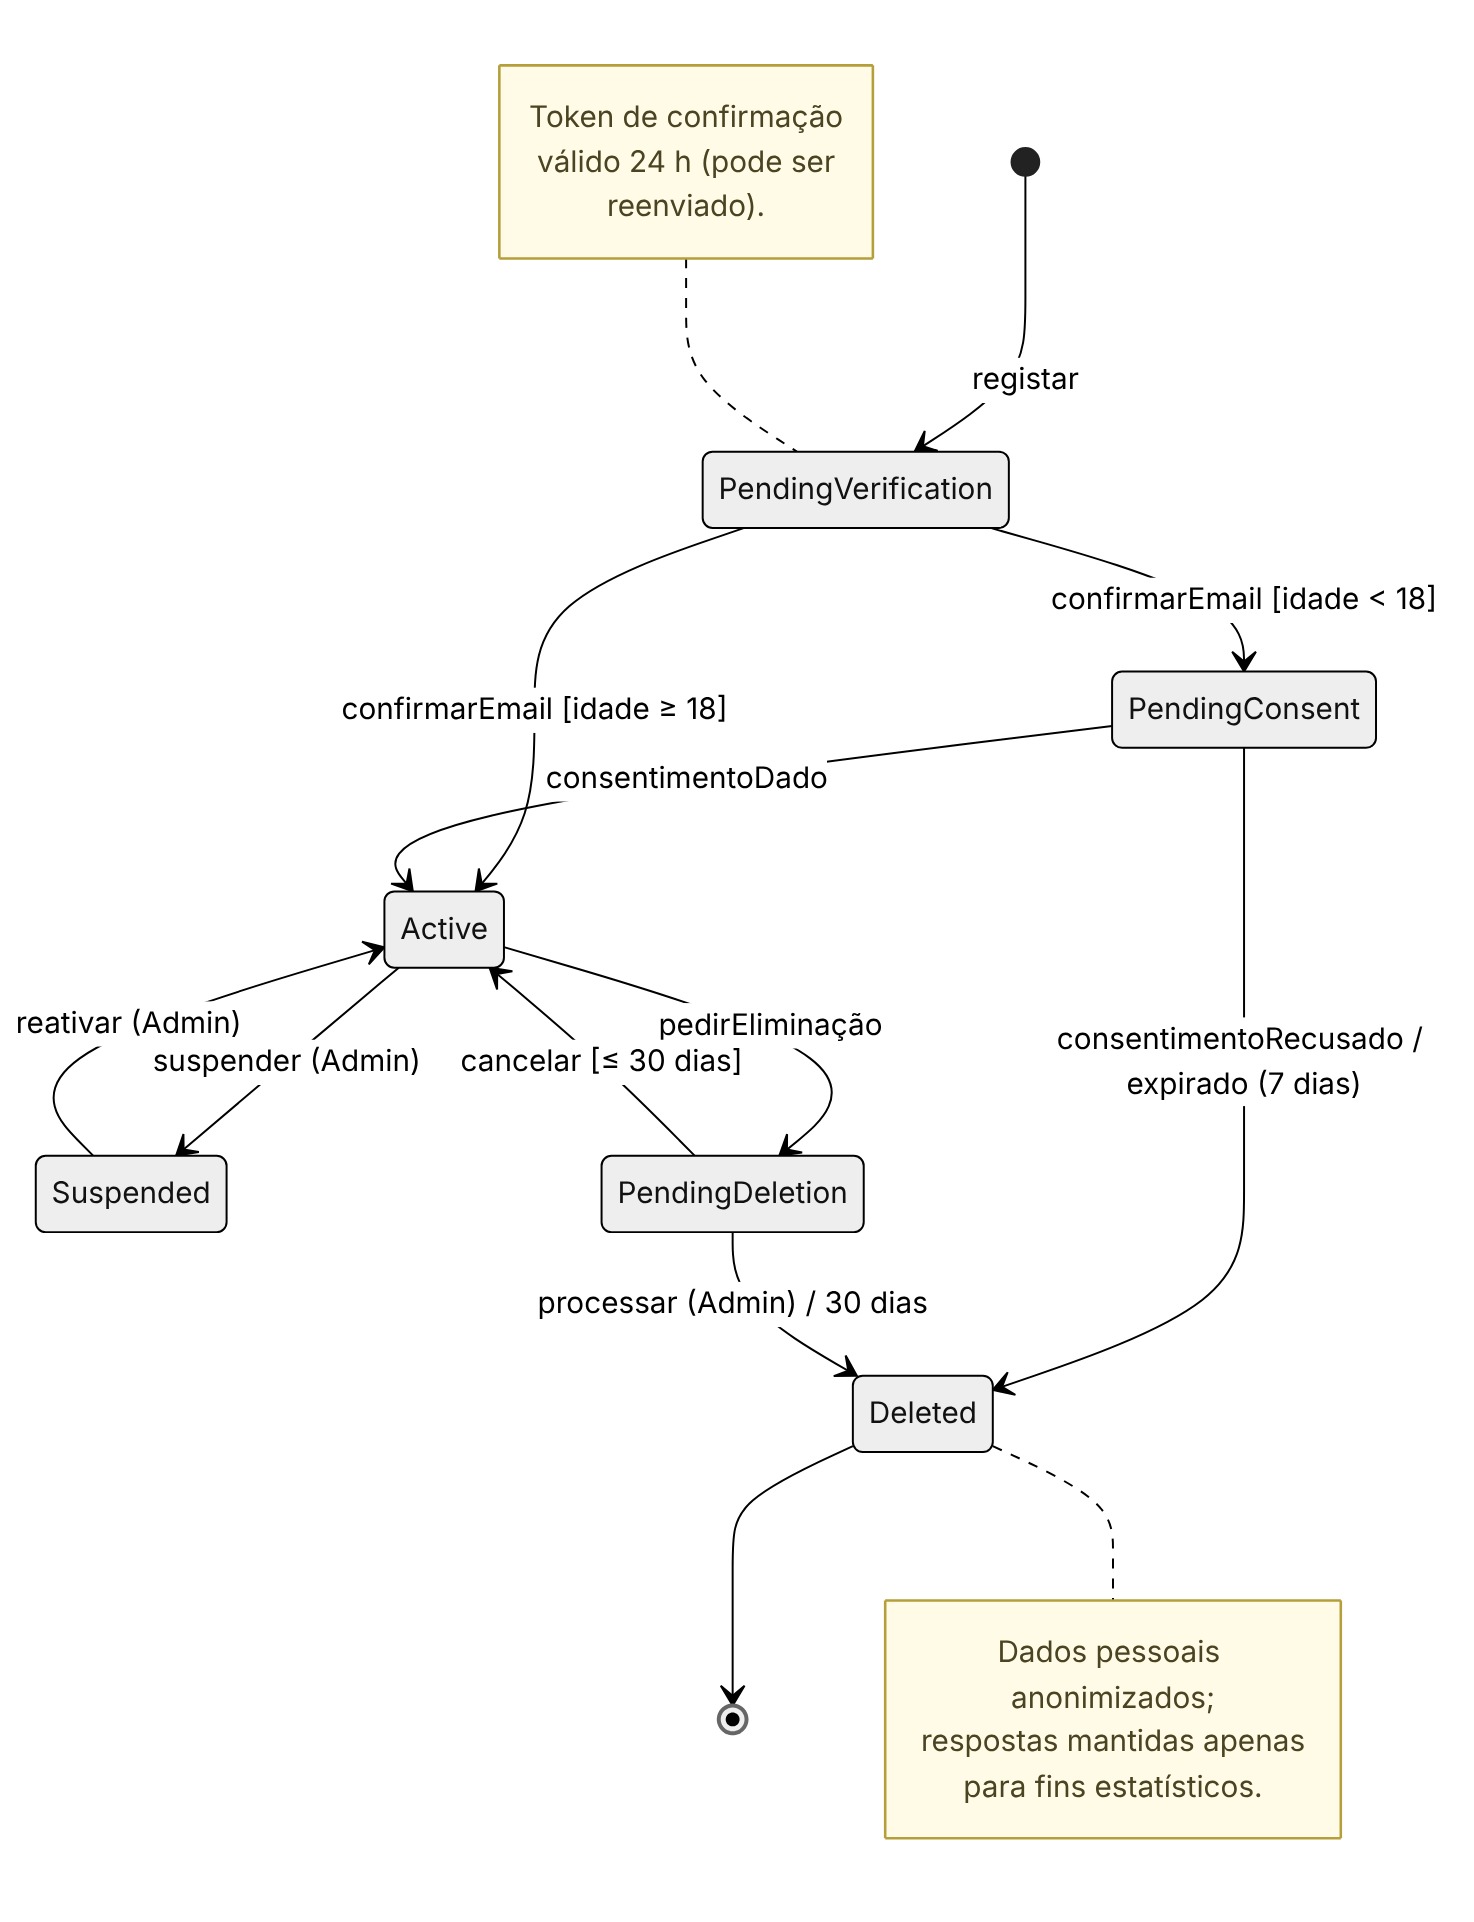 Token de confirmação
válido 24 h (pode ser
reenviado).
registar
PendingVerification
confirmarEmail [idade < 18]
confirmarEmail [idade ≥ 18]
PendingConsent
consentimentoDado
Active
reativar (Admin)
suspender (Admin)
cancelar [≤ 30 dias]
pedirEliminação
consentimentoRecusado /
expirado (7 dias)
Suspended
PendingDeletion
processar (Admin) / 30 dias
Deleted
Dados pessoais
anonimizados;
respostas mantidas apenas
para fins estatísticos.